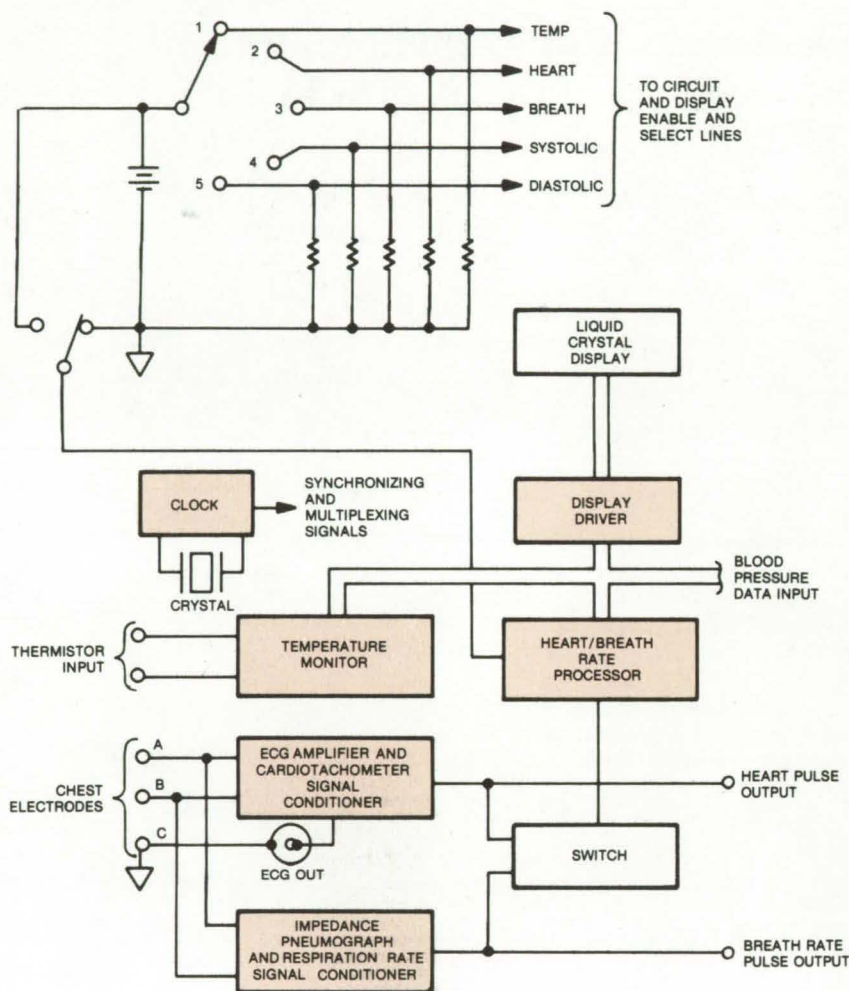 1
TEMP
2
HEART
3
BREATH
4
SYSTOLIC
5
DIASTOLIC
TO CIRCUIT
AND DISPLAY
ENABLE AND
SELECT LINES
LIQUID
CRYSTAL
DISPLAY
CLOCK
SYNCHRONIZING
AND
MULTIPLEXING
SIGNALS
CRYSTAL
DISPLAY
DRIVER
BLOOD
PRESSURE
DATA INPUT
THERMISTOR
INPUT
TEMPERATURE
MONITOR
HEART/BREATH
RATE
PROCESSOR
CHEST
ELECTRODES
A
B
C
ECG AMPLIFIER AND
CARDIOTACHOMETER
SIGNAL
CONDITIONER
ECG OUT
HEART PULSE
OUTPUT
SWITCH
IMPEDANCE
PNEUMOGRAPH
AND RESPIRATION RATE
SIGNAL CONDITIONER
BREATH RATE
PULSE OUTPUT